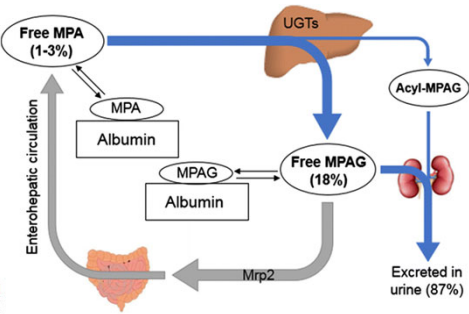 UGTs
Free MPA
(1-3%)
Acyl-MPAG
MPA
Albumin
Free MPAG
(18%)
MPAG
Albumin
Enterohepatic circulation
Mrp2
Excreted in
urine (87%)